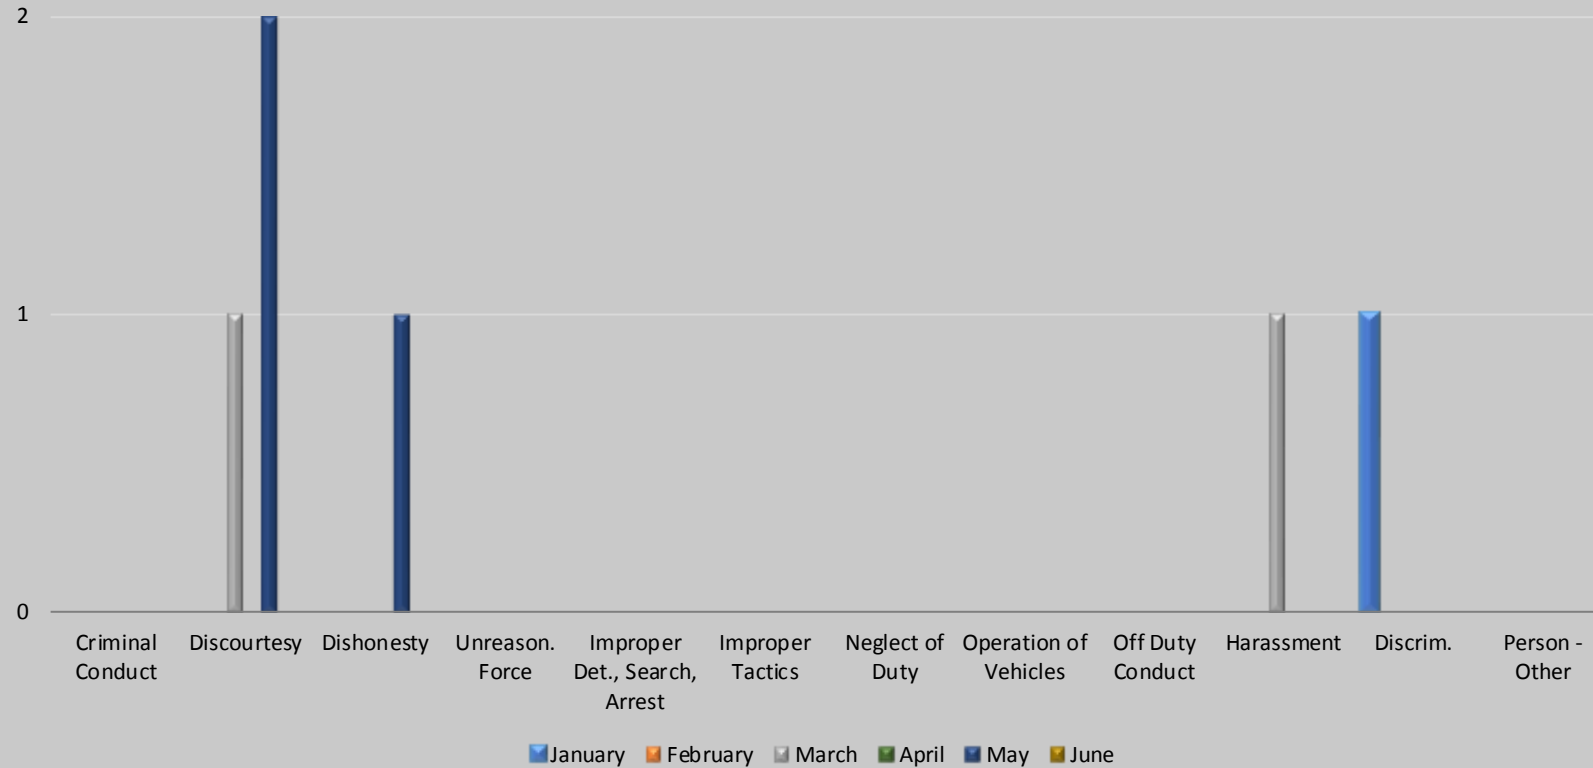 2
1
0
Criminal Conduct
Discourtesy
Dishonesty
Unreason. Force
Improper Det., Search, Arrest
Improper Tactics
Neglect of Duty
Operation of Vehicles
Off Duty Conduct
Harassment
Discrim.
Person - Other
January February March April May June